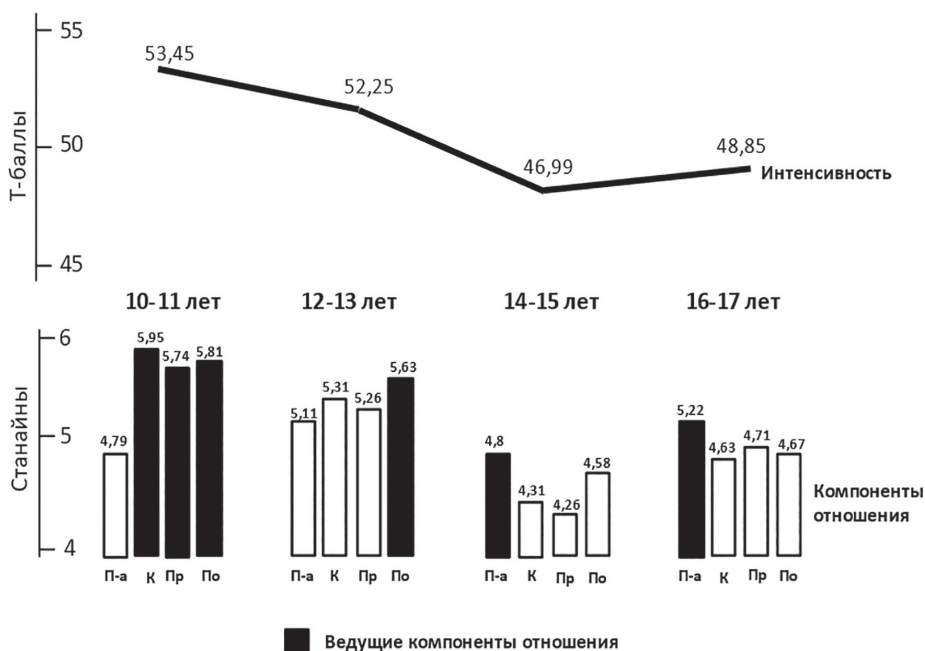 55
53,45
52,25
50
46,99
48,85
Т-баллы
Интенсивность
45
10-11 лет
12-13 лет
14-15 лет
16-17 лет
6
5,95
5,74
5,81
5,63
5,31
5,26
5,11
5,22
5
4,79
4,8
4,31
4,26
4,58
4,63
4,71
4,67
Станайны
Компоненты
отношения
4
П-а К Пр По
П-а К Пр По
П-а К Пр По
П-а К Пр По
Ведущие компоненты отношения